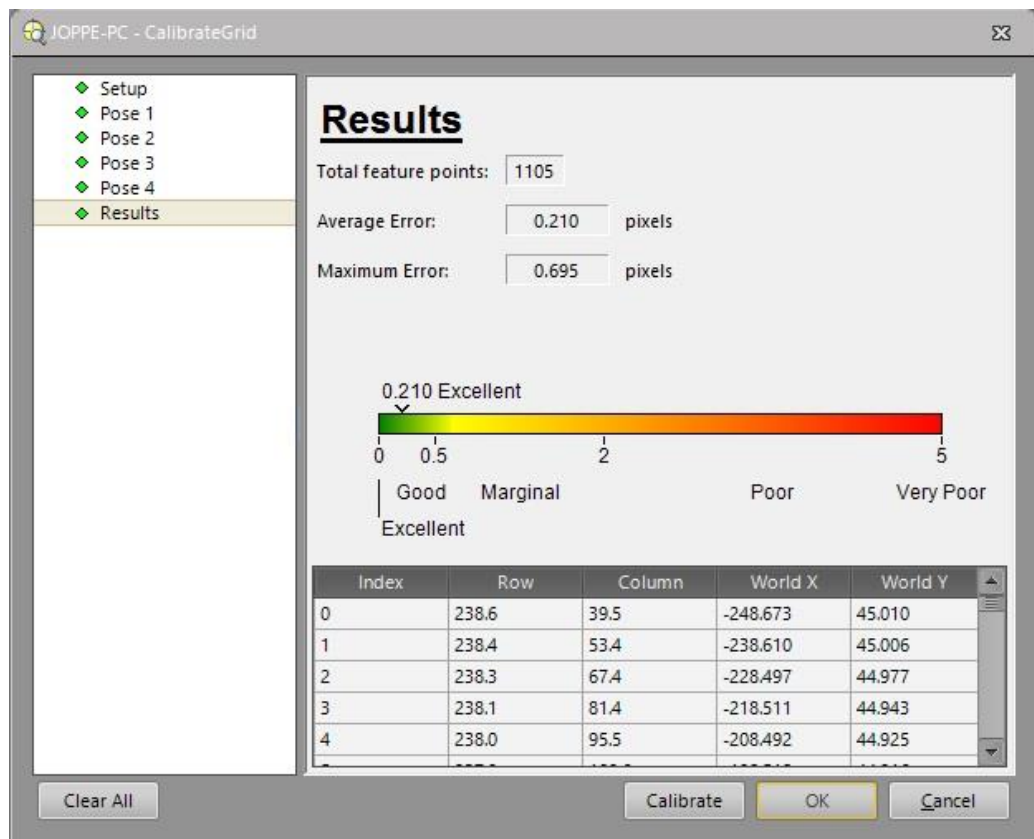 JOPPE-PC - CalibrateGrid
Setup
Pose 1
Pose 2
Pose 3
Pose 4
Results
Results
Total feature points: 1105
Average Error: 0.210 pixels
Maximum Error: 0.695 pixels
0.210 Excellent
0 0.5 2 5
Good Marginal Poor Very Poor
Excellent
Index Row Column World X World Y
0 238.6 39.5 -248.673 45.010
1 238.4 53.4 -238.610 45.006
2 238.3 67.4 -228.497 44.977
3 238.1 81.4 -218.511 44.943
4 238.0 95.5 -208.492 44.925
Clear All Calibrate OK Cancel